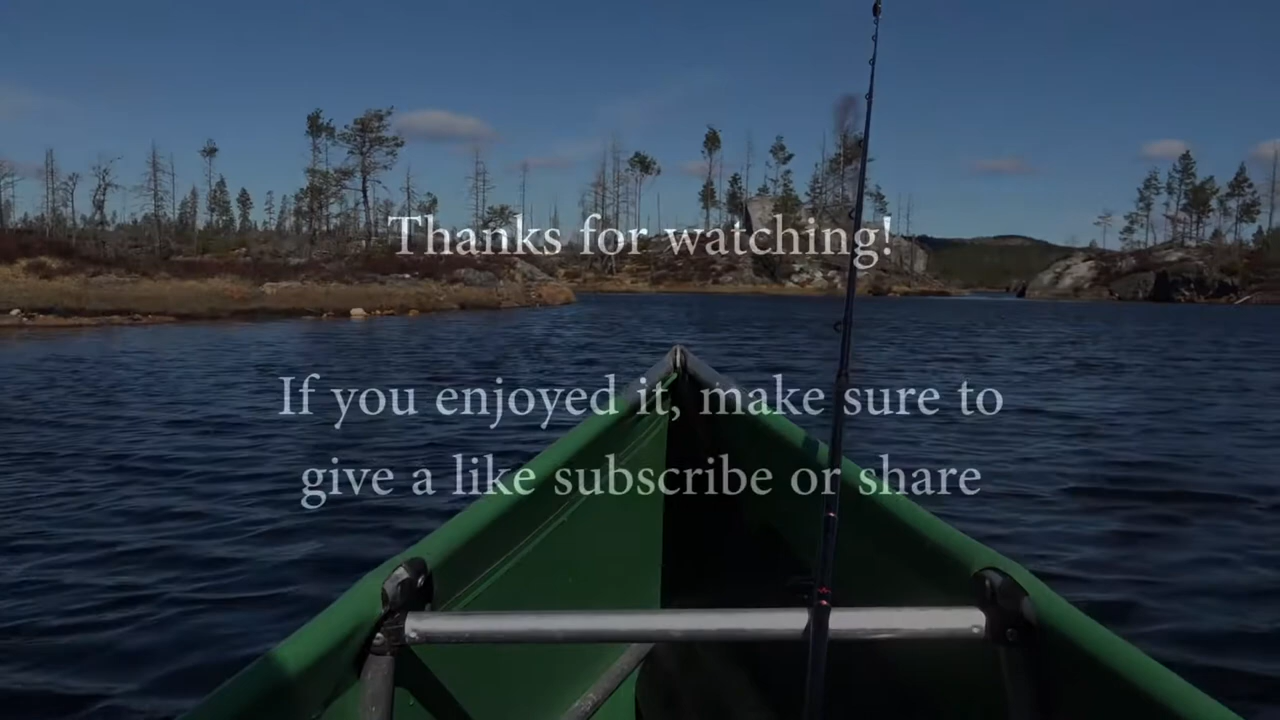 Thanks for watching!
If you enjoyed it, make sure to
give a like subscribe or share